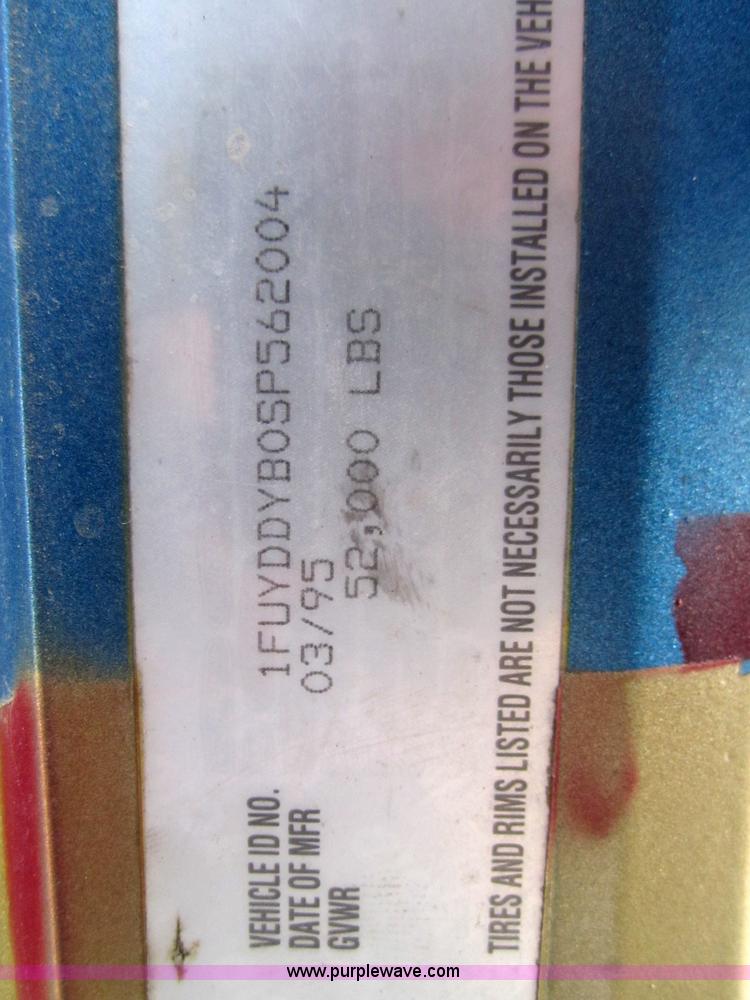 VEHICLE ID NO. 1FUYDDYB0SP562004
DATE OF MFR 03/95
GVWR 52,000 LBS
TIRES AND RIMS LISTED ARE NOT NECESSARILY THOSE INSTALLED ON THE VEH
www.purplewave.com